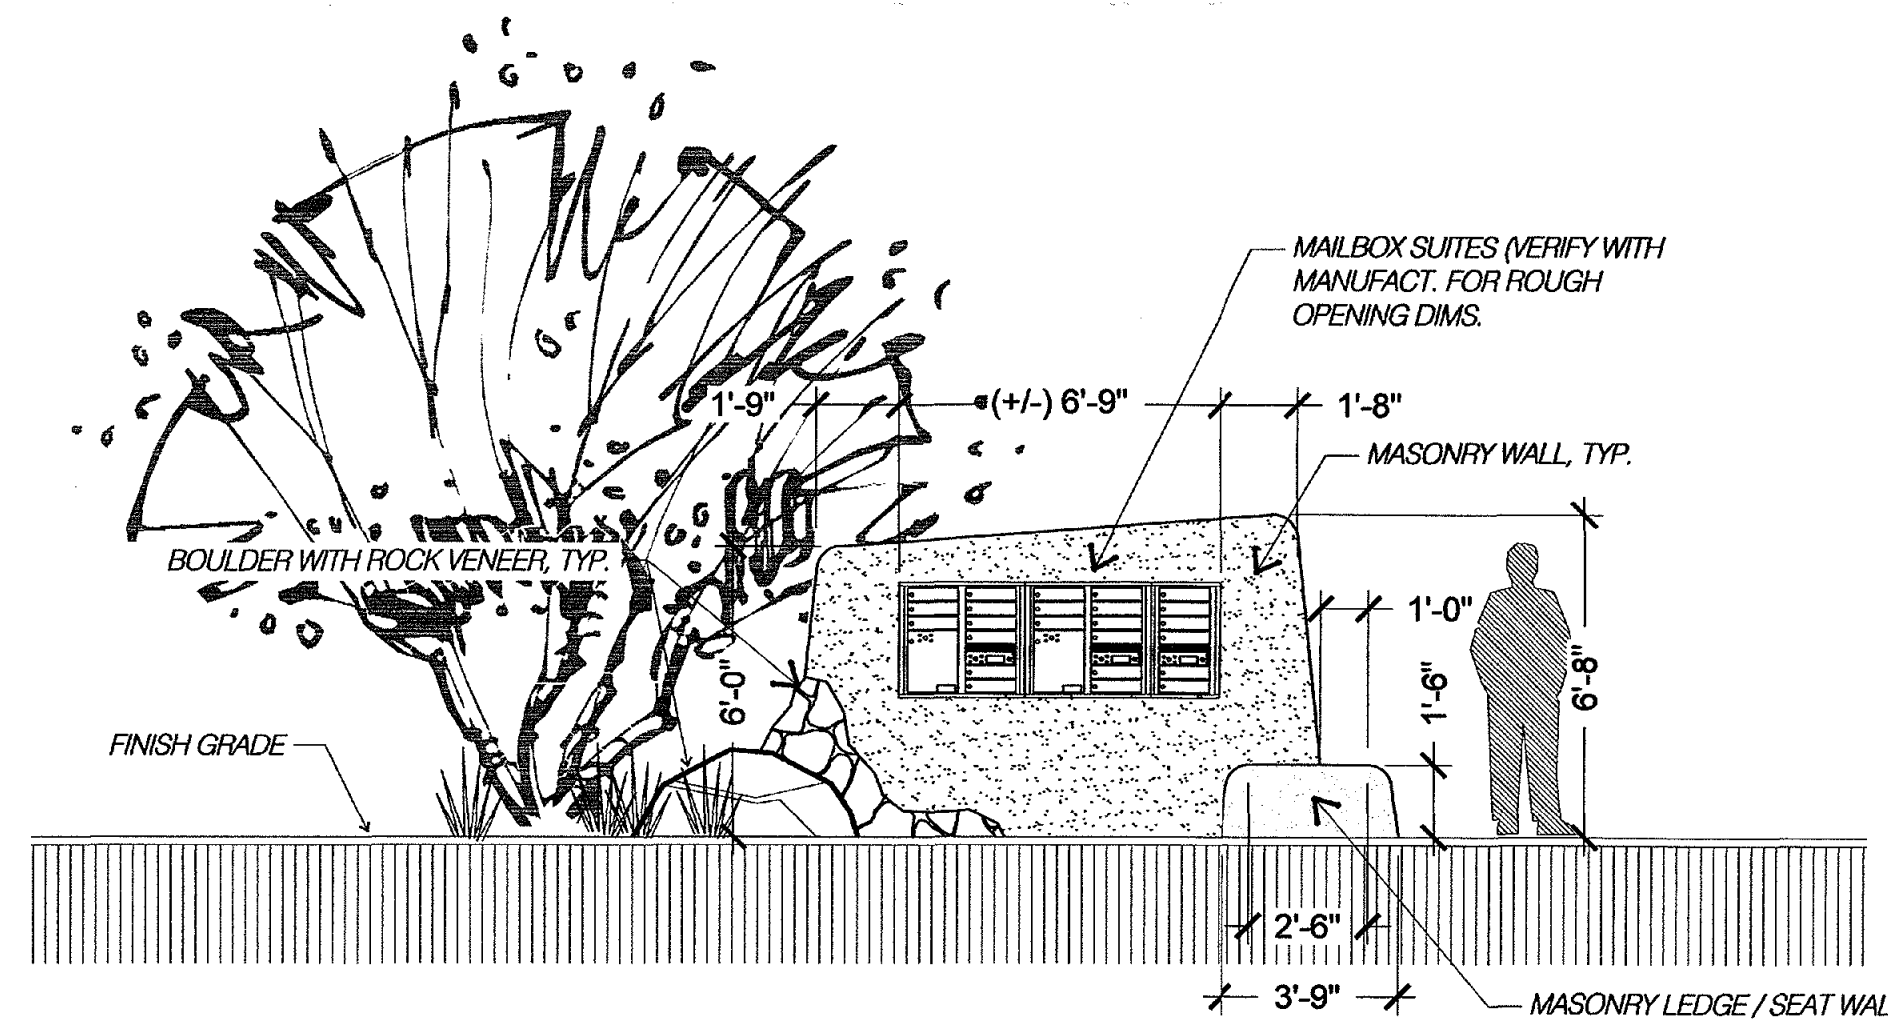 MAILBOX SUITES (VERIFY WITH
MANUFACT. FOR ROUGH
OPENING DIMS.
1'-9"
(+/-) 6'-9"
1'-8"
MASONRY WALL, TYP.
BOULDER WITH ROCK VENEER, TYP.
1'-0"
6'-0"
1'-6"
6'-8"
FINISH GRADE
2'-6"
3'-9"
MASONRY LEDGE / SEAT WAL